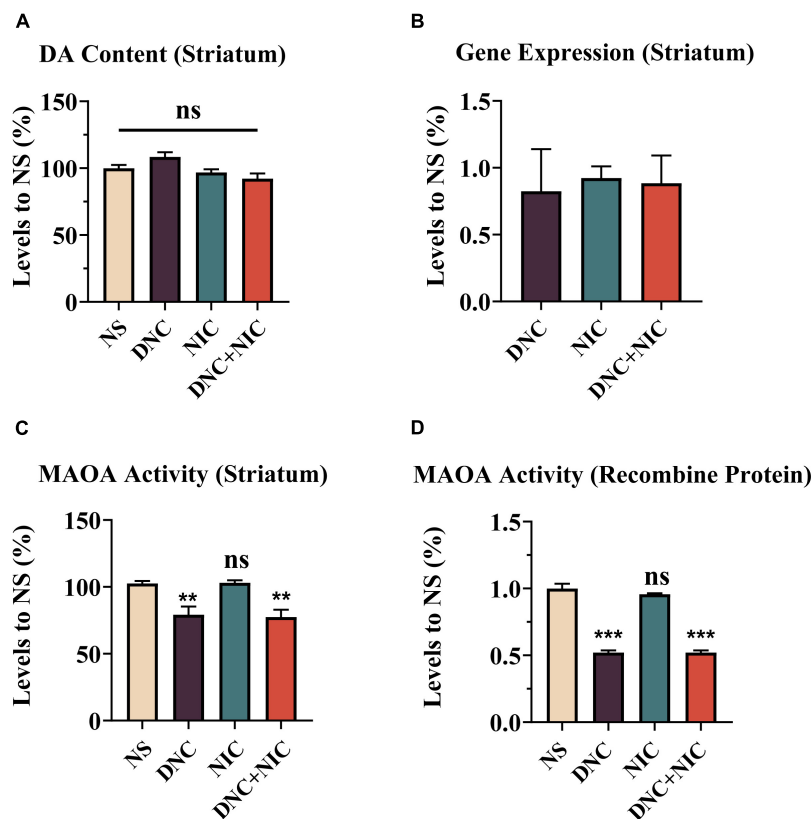 A
DA Content (Striatum)
Levels to NS (%)
150
100
50
0
ns
NS
DNC
NIC
DNC+NIC
B
Gene Expression (Striatum)
Levels to NS (%)
1.5
1.0
0.5
0.0
DNC
NIC
DNC+NIC
C
MAOA Activity (Striatum)
Levels to NS (%)
150
100
50
0
**
ns
**
NS
DNC
NIC
DNC+NIC
D
MAOA Activity (Recombine Protein)
Levels to NS (%)
1.5
1.0
0.5
0.0
***
ns
***
NS
DNC
NIC
DNC+NIC